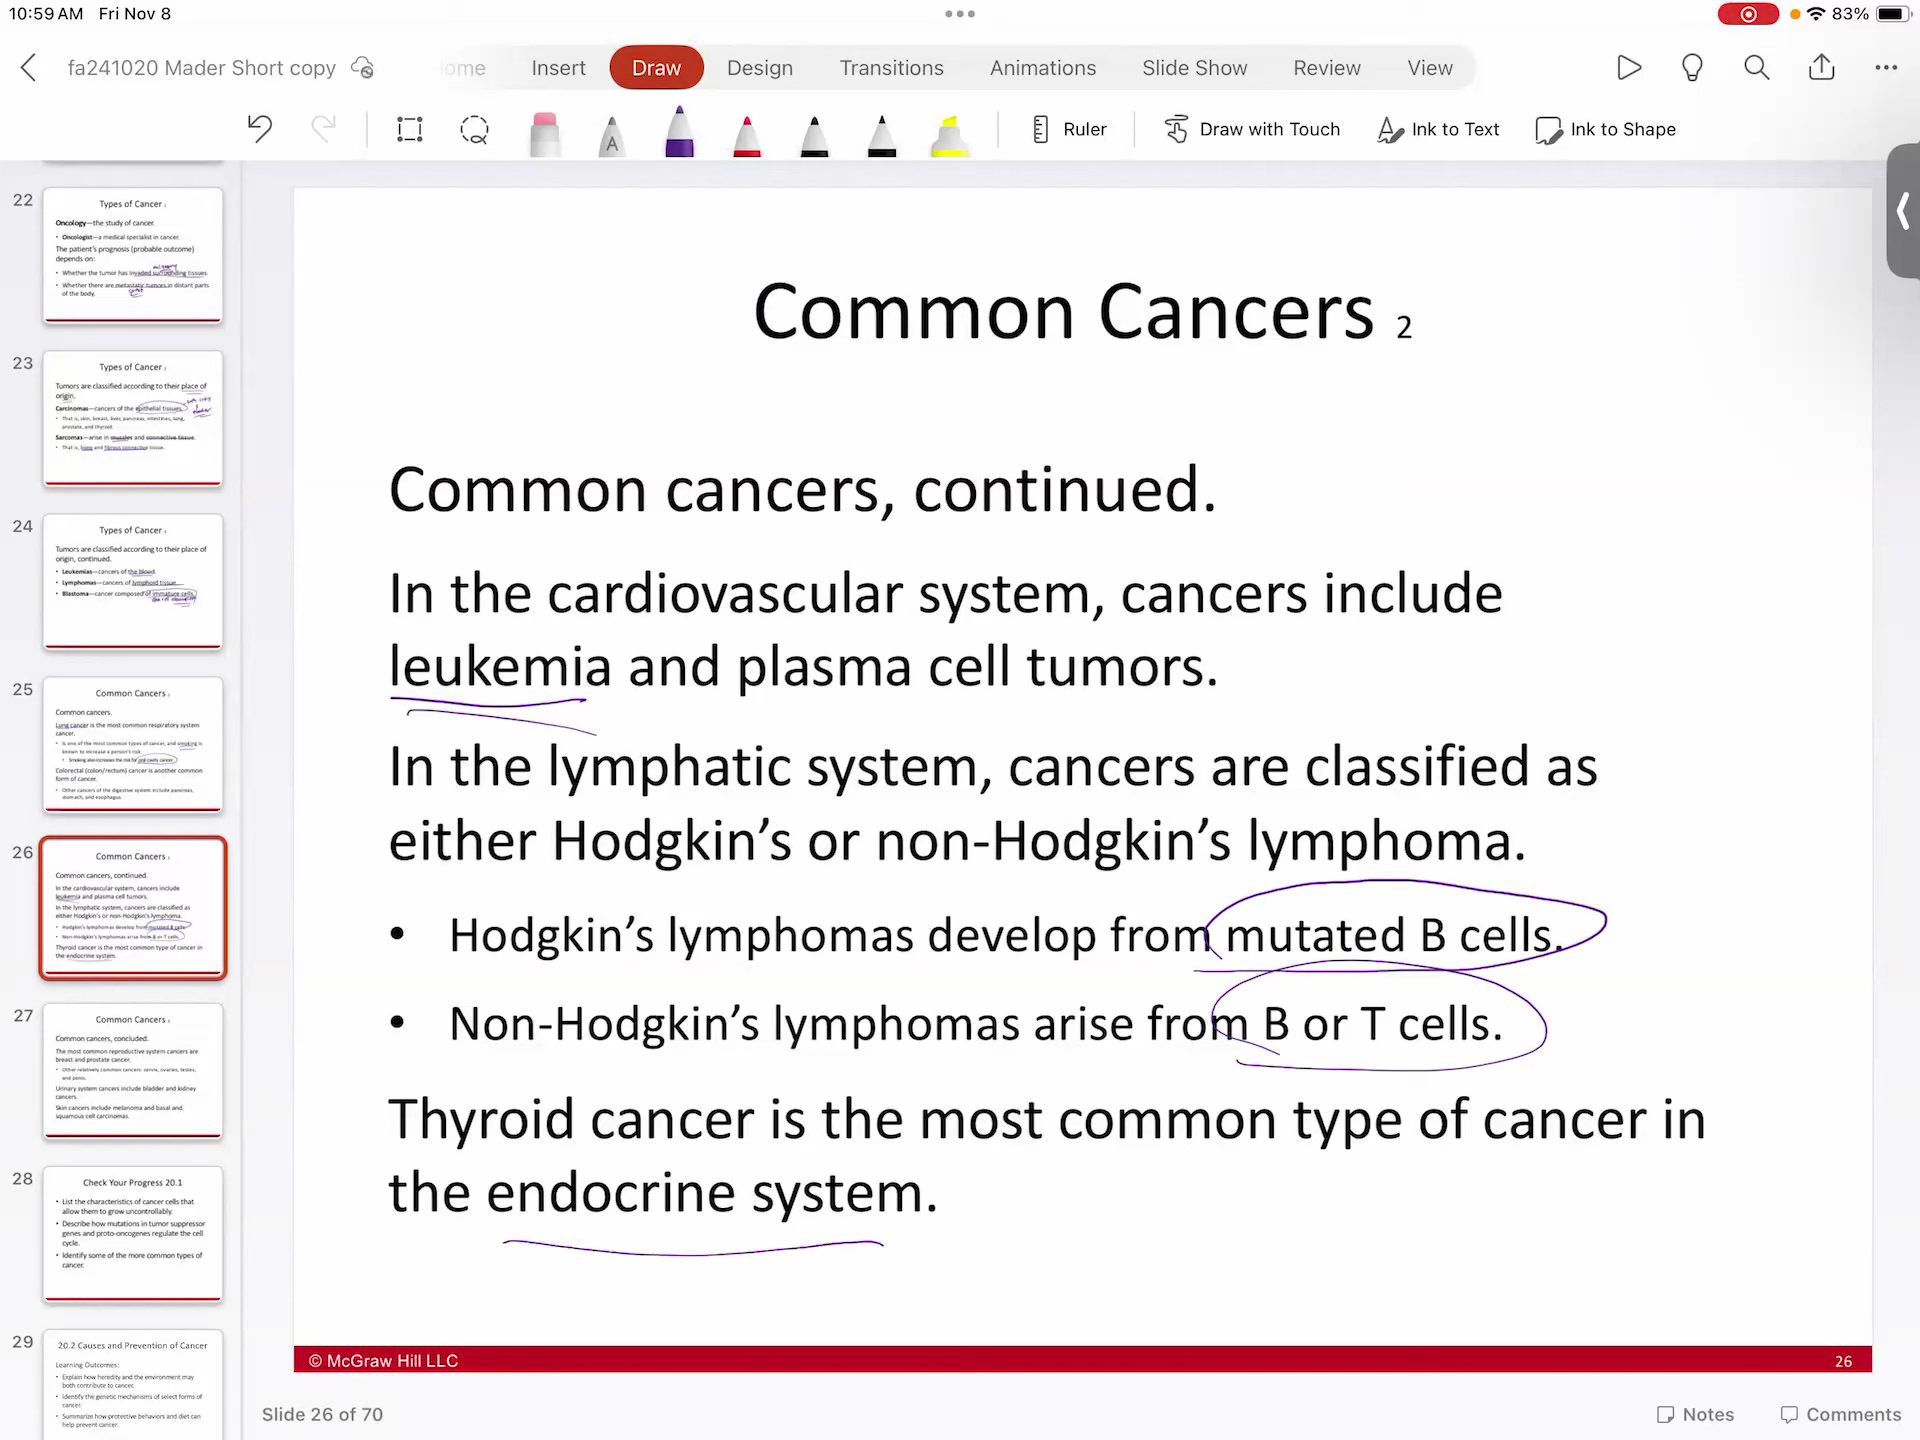 10:59 AM Fri Nov 8
83%
fa241020 Mader Short copy
ome Insert Draw Design Transitions Animations Slide Show Review View
Ruler Draw with Touch Ink to Text Ink to Shape
22
Types of Cancer
Oncology—the study of cancer.
• Oncologist—a medical specialist in cancer.
The patient's prognosis (probable outcome)
depends on:
• Whether the tumor has invaded surrounding tissues.
• Whether there are metastatic tumors in distant parts
of the body.
23
Types of Cancer
Tumors are classified according to their place of
origin.
Carcinomas—cancers of the epithelial tissues.
• That is, skin, breast, liver, pancreas, intestines, lung,
prostate, and thyroid.
Sarcomas—arise in muscles and connective tissue.
• That is, bone and fibrous connective tissue.
24
Types of Cancer
Tumors are classified according to their place of
origin, continued.
• Leukemias—cancers of the blood.
• Lymphomas—cancers of lymphoid tissue.
• Blastoma—cancer composed of immature cells.
25
Common Cancers
Common cancers.
Lung cancer is the most common respiratory system
cancer.
• Is one of the most common types of cancer, and smoking is
known to increase a person's risk.
• Smoking also increases the risk for oral cavity cancer.
Colorectal (colon/rectum) cancer is another common
form of cancer.
• Other cancers of the digestive system include pancreas,
stomach, and esophagus.
26
Common Cancers
Common cancers, continued.
In the cardiovascular system, cancers include
leukemia and plasma cell tumors.
In the lymphatic system, cancers are classified as
either Hodgkin's or non-Hodgkin's lymphoma.
• Hodgkin's lymphomas develop from mutated B cells.
• Non-Hodgkin's lymphomas arise from B or T cells.
Thyroid cancer is the most common type of cancer in
the endocrine system.
27
Common Cancers
Common cancers, concluded.
The most common reproductive system cancers are
breast and prostate cancer.
• Other relatively common cancers: cervix, ovaries, testes,
and penis.
Urinary system cancers include bladder and kidney
cancers.
Skin cancers include melanoma and basal and
squamous cell carcinomas.
28
Check Your Progress 20.1
• List the characteristics of cancer cells that
allow them to grow uncontrollably.
• Describe how mutations in tumor suppressor
genes and proto-oncogenes regulate the cell
cycle.
• Identify some of the more common types of
cancer.
29
20.2 Causes and Prevention of Cancer
Learning Outcomes:
• Explain how heredity and the environment may
both contribute to cancer.
• Identify the genetic mechanisms of select forms of
cancer.
• Summarize how protective behaviors and diet can
help prevent cancer.
Common Cancers 2
Common cancers, continued.
In the cardiovascular system, cancers include
leukemia and plasma cell tumors.
In the lymphatic system, cancers are classified as
either Hodgkin’s or non-Hodgkin’s lymphoma.
• Hodgkin’s lymphomas develop from mutated B cells.
• Non-Hodgkin’s lymphomas arise from B or T cells.
Thyroid cancer is the most common type of cancer in
the endocrine system.
© McGraw Hill LLC 26
Slide 26 of 70 Notes Comments